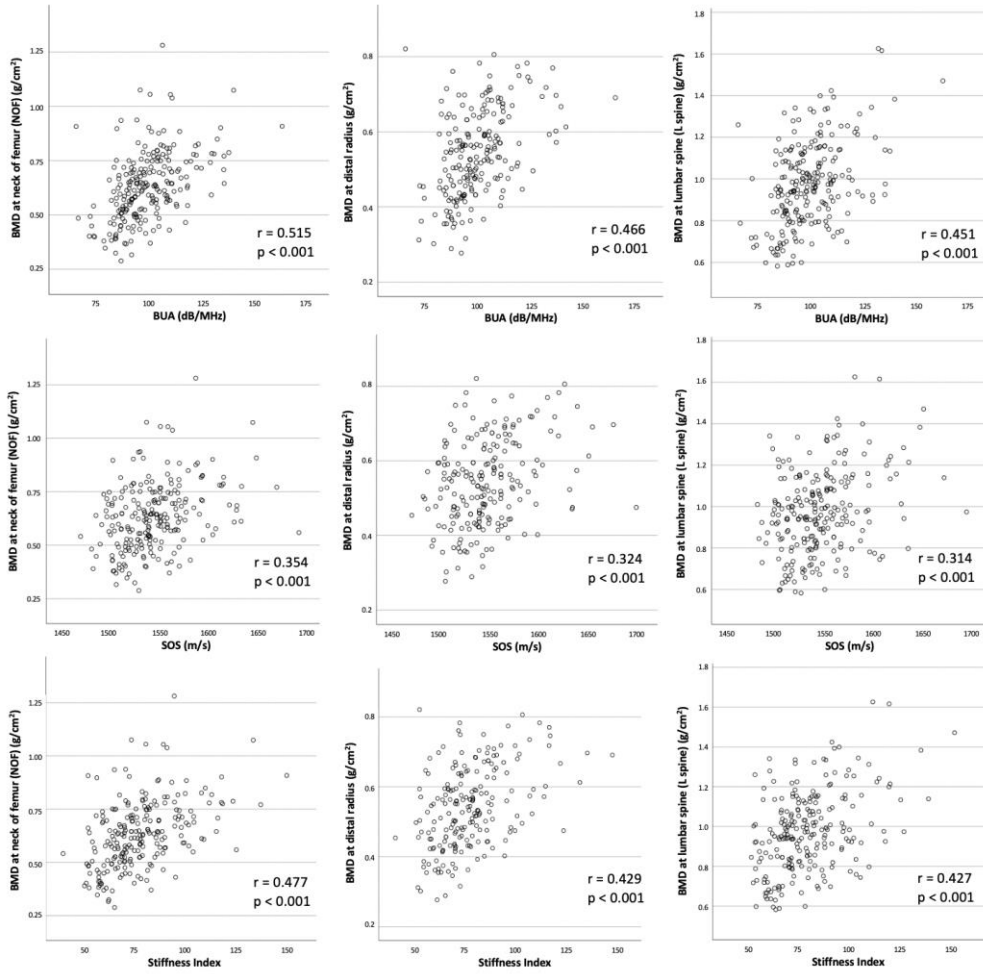 BMD at neck of femur (NOF) (g/cm²)
1.25
1.00
0.75
0.50
0.25
r = 0.515
p < 0.001
75 100 125 150 175
BUA (dB/MHz)
BMD at distal radius (g/cm²)
0.8
0.6
0.4
0.2
r = 0.466
p < 0.001
75 100 125 150 175
BUA (dB/MHz)
BMD at lumbar spine (L spine) (g/cm²)
1.8
1.6
1.4
1.2
1.0
0.8
0.6
r = 0.451
p < 0.001
75 100 125 150 175
BUA (dB/MHz)
BMD at neck of femur (NOF) (g/cm²)
1.25
1.00
0.75
0.50
0.25
r = 0.354
p < 0.001
1450 1500 1550 1600 1650 1700
SOS (m/s)
BMD at distal radius (g/cm²)
0.8
0.6
0.4
0.2
r = 0.324
p < 0.001
1450 1500 1550 1600 1650 1700
SOS (m/s)
BMD at lumbar spine (L spine) (g/cm²)
1.8
1.6
1.4
1.2
1.0
0.8
0.6
r = 0.314
p < 0.001
1450 1500 1550 1600 1650 1700
SOS (m/s)
BMD at neck of femur (NOF) (g/cm²)
1.25
1.00
0.75
0.50
0.25
r = 0.477
p < 0.001
50 75 100 125 150
Stiffness Index
BMD at distal radius (g/cm²)
0.8
0.6
0.4
0.2
r = 0.429
p < 0.001
50 75 100 125 150
Stiffness Index
BMD at lumbar spine (L spine) (g/cm²)
1.8
1.6
1.4
1.2
1.0
0.8
0.6
r = 0.427
p < 0.001
50 75 100 125 150
Stiffness Index